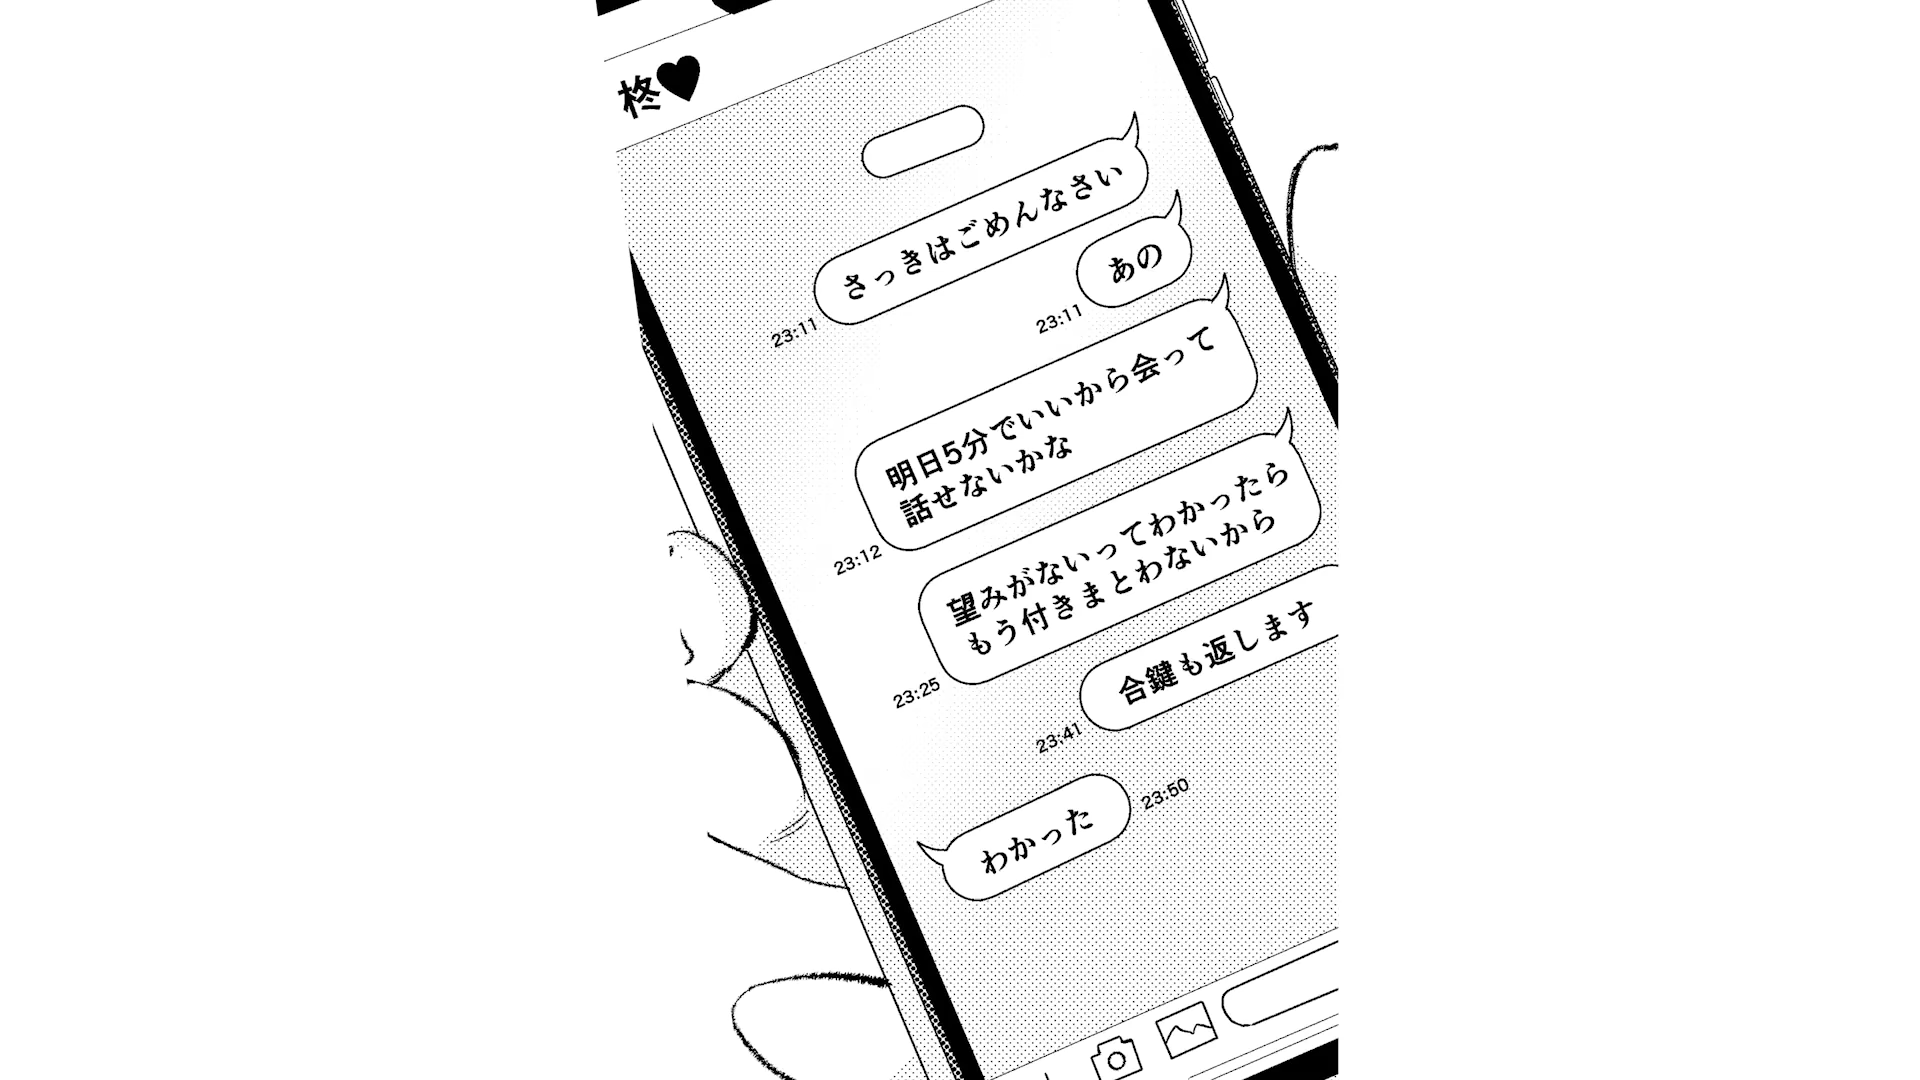 柊♥
さっきはごめんなさい
23:11
あの
23:11
明日5分でいいから会って
話せないかな
23:12
望みがないってわかったら
もう付きまとわないから
23:25
合鍵も返します
23:41
わかった
23:50